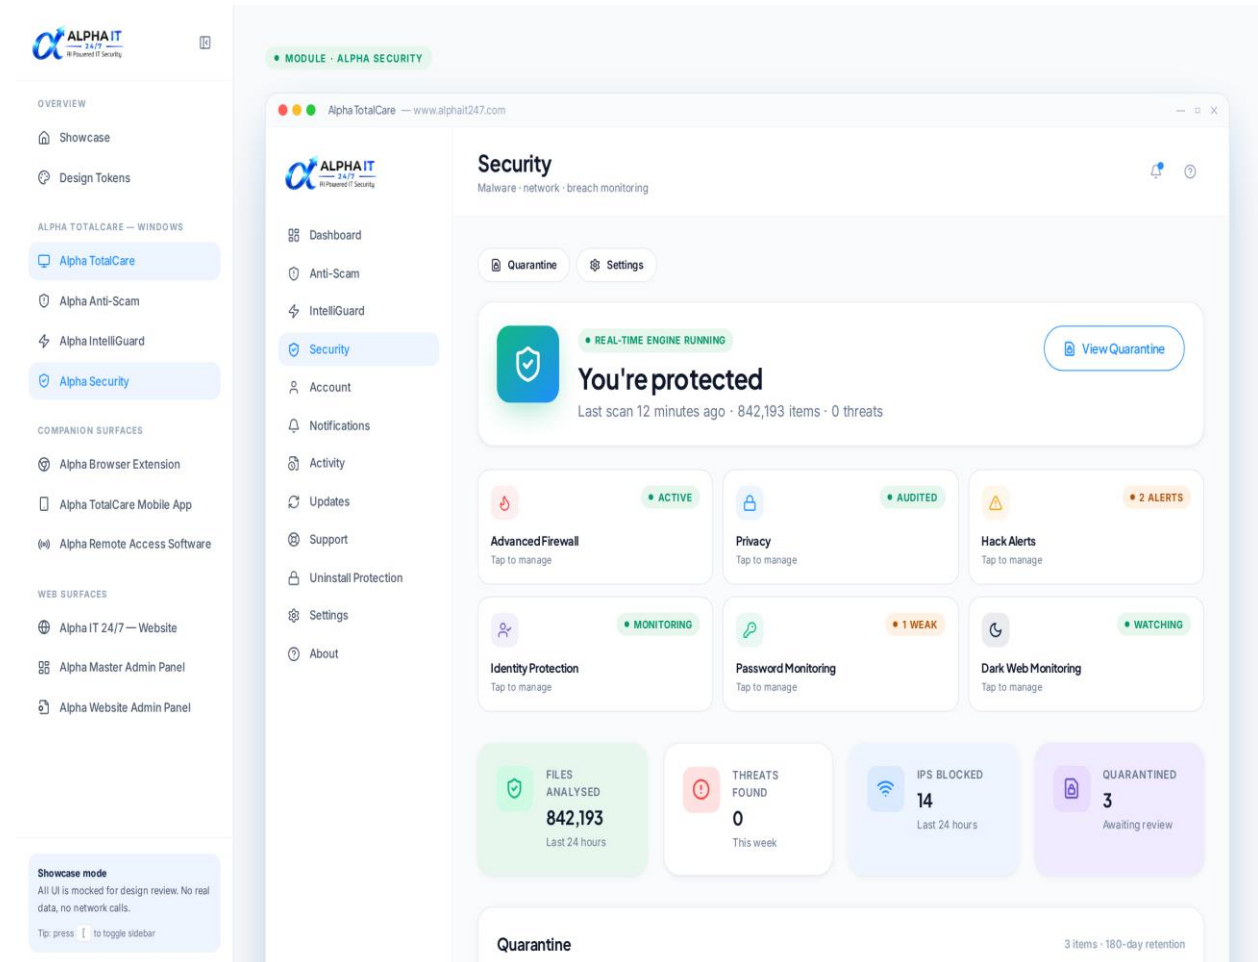 ALPHA IT
24/7
AI Powered IT Security
OVERVIEW
Showcase
Design Tokens
ALPHA TOTALCARE — WINDOWS
Alpha TotalCare
Alpha Anti-Scam
Alpha IntelliGuard
Alpha Security
COMPANION SURFACES
Alpha Browser Extension
Alpha TotalCare Mobile App
Alpha Remote Access Software
WEB SURFACES
Alpha IT 24/7 — Website
Alpha Master Admin Panel
Alpha Website Admin Panel
Showcase mode
All UI is mocked for design review. No real
data, no network calls.
Tip: press [ to toggle sidebar
MODULE · ALPHA SECURITY
Alpha TotalCare — www.alphait247.com
ALPHA IT
24/7
AI Powered IT Security
Dashboard
Anti-Scam
IntelliGuard
Security
Account
Notifications
Activity
Updates
Support
Uninstall Protection
Settings
About
Security
Malware · network · breach monitoring
Quarantine
Settings
REAL-TIME ENGINE RUNNING
You're protected
Last scan 12 minutes ago · 842,193 items · 0 threats
View Quarantine
ACTIVE
Advanced Firewall
Tap to manage
AUDITED
Privacy
Tap to manage
2 ALERTS
Hack Alerts
Tap to manage
MONITORING
Identity Protection
Tap to manage
1 WEAK
Password Monitoring
Tap to manage
WATCHING
Dark Web Monitoring
Tap to manage
FILES
ANALYSED
842,193
Last 24 hours
THREATS
FOUND
0
This week
IPS BLOCKED
14
Last 24 hours
QUARANTINED
3
Awaiting review
Quarantine
3 items · 180-day retention